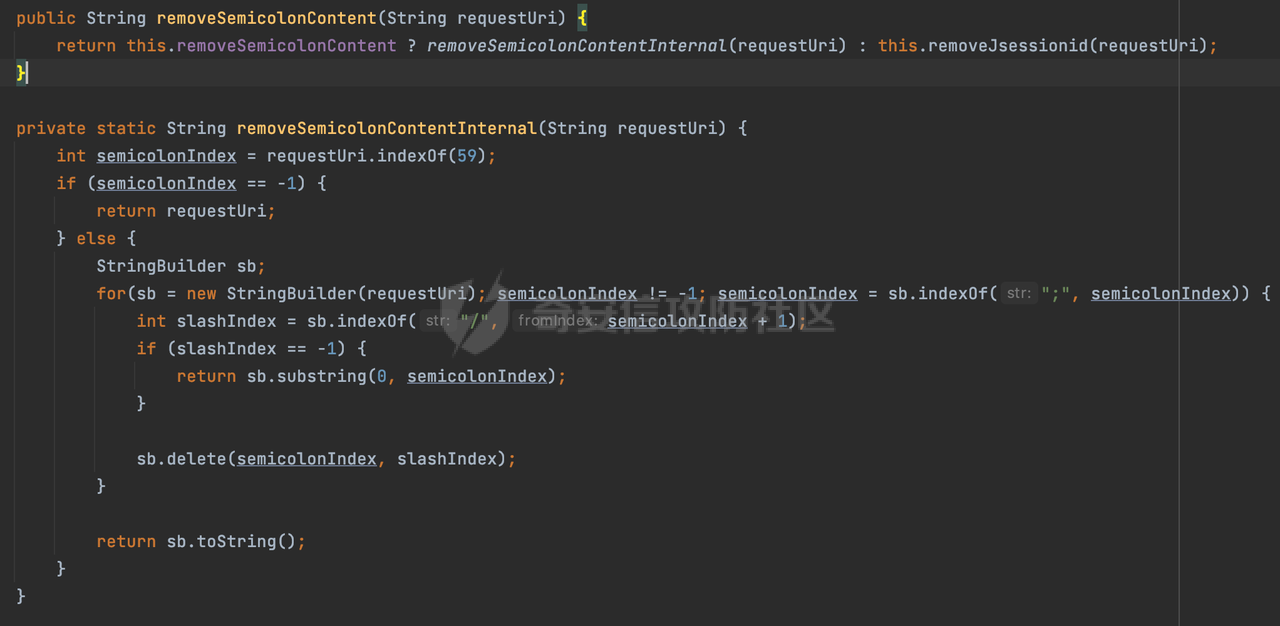 public String removeSemicolonContent(String requestUri) {
    return this.removeSemicolonContent ? removeSemicolonContentInternal(requestUri) : this.removeJsessionid(requestUri);
}
private static String removeSemicolonContentInternal(String requestUri) {
    int semicolonIndex = requestUri.indexOf(59);
    if (semicolonIndex == -1) {
        return requestUri;
    } else {
        StringBuilder sb;
        for(sb = new StringBuilder(requestUri); semicolonIndex != -1; semicolonIndex = sb.indexOf( str: ";", semicolonIndex)) {
            int slashIndex = sb.indexOf( str: "/", fromIndex: semicolonIndex + 1);
            if (slashIndex == -1) {
                return sb.substring(0, semicolonIndex);
            }
            sb.delete(semicolonIndex, slashIndex);
        }
        return sb.toString();
    }
}
奇安信攻防社区